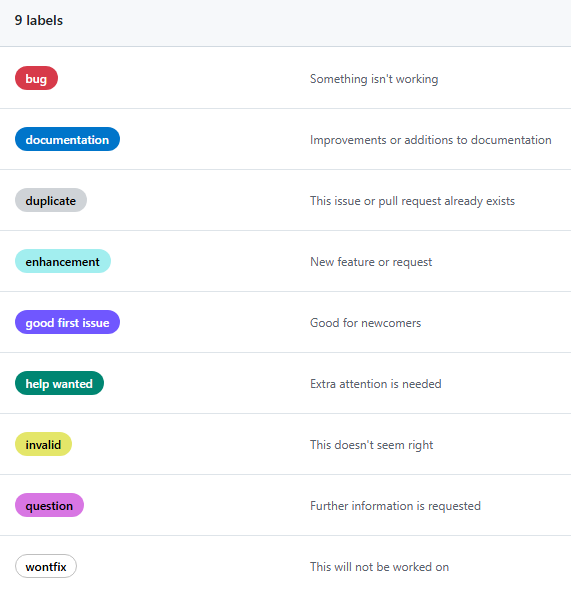 9 labels
bug Something isn't working
documentation Improvements or additions to documentation
duplicate This issue or pull request already exists
enhancement New feature or request
good first issue Good for newcomers
help wanted Extra attention is needed
invalid This doesn't seem right
question Further information is requested
wontfix This will not be worked on